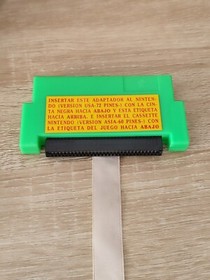 INSERTAR ESTE ADAPTADOR AL NINTEN-
DO (VERSION USA-72 PINES-) CON LA CIN-
TA NEGRA HACIA ABAJO Y ESTA ETIQUETA
HACIA ARRIBA. E INSERTAR EL CASSETTE
NINTENDO (VERSION ASIA-60 PINES-) CON
LA ETIQUETA DEL JUEGO HACIA ABAJO